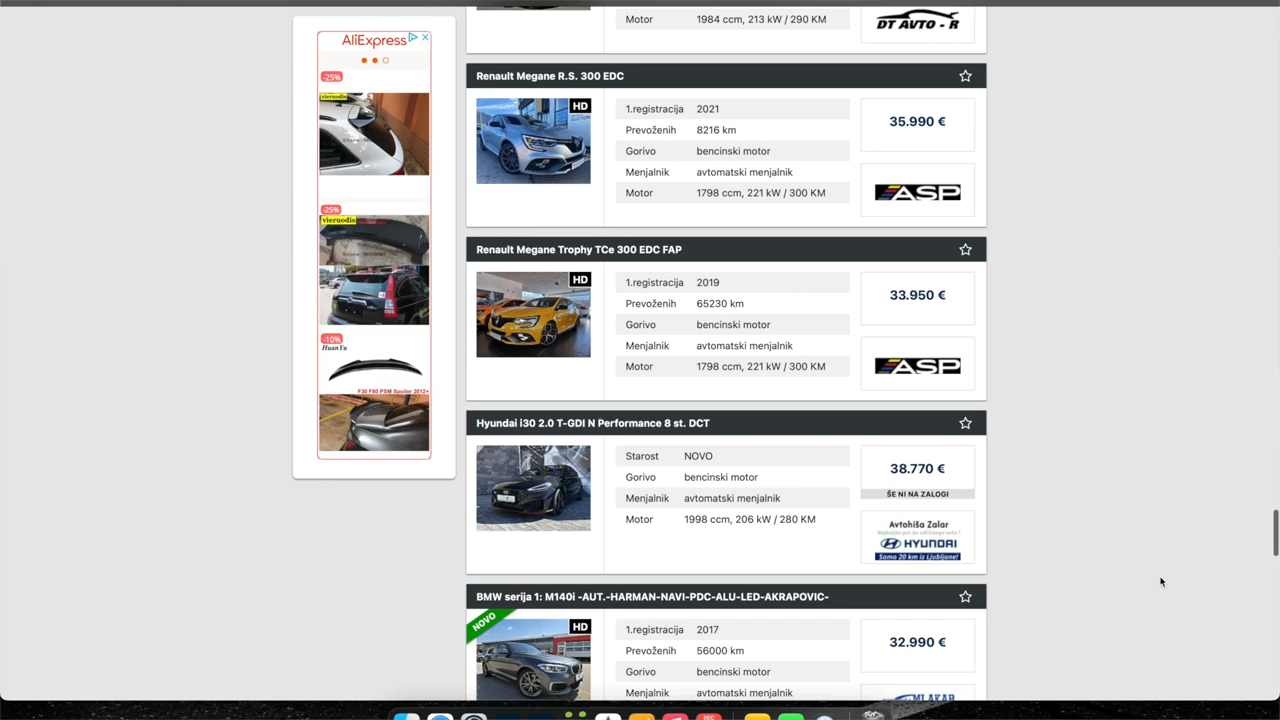 AliExpress
-25%
vieruodis
-25%
vieruodis
-10%
HuanYu
F30 F80 PSM Spoiler 2012+
Motor 1984 ccm, 213 kW / 290 KM
DT AVTO - R
Renault Megane R.S. 300 EDC
HD
1.registracija 2021
Prevoženih 8216 km
Gorivo bencinski motor
Menjalnik avtomatski menjalnik
Motor 1798 ccm, 221 kW / 300 KM
35.990 €
ASP
Renault Megane Trophy TCe 300 EDC FAP
HD
1.registracija 2019
Prevoženih 65230 km
Gorivo bencinski motor
Menjalnik avtomatski menjalnik
Motor 1798 ccm, 221 kW / 300 KM
33.950 €
ASP
Hyundai i30 2.0 T-GDI N Performance 8 st. DCT
Starost NOVO
Gorivo bencinski motor
Menjalnik avtomatski menjalnik
Motor 1998 ccm, 206 kW / 280 KM
38.770 €
ŠE NI NA ZALOGI
Avtohiša Zalar
HYUNDAI
Samo 20 km iz Ljubljane!
BMW serija 1: M140i -AUT.-HARMAN-NAVI-PDC-ALU-LED-AKRAPOVIC-
NOVO
HD
1.registracija 2017
Prevoženih 56000 km
Gorivo bencinski motor
Menjalnik avtomatski menjalnik
32.990 €
MLAKAR
DEC